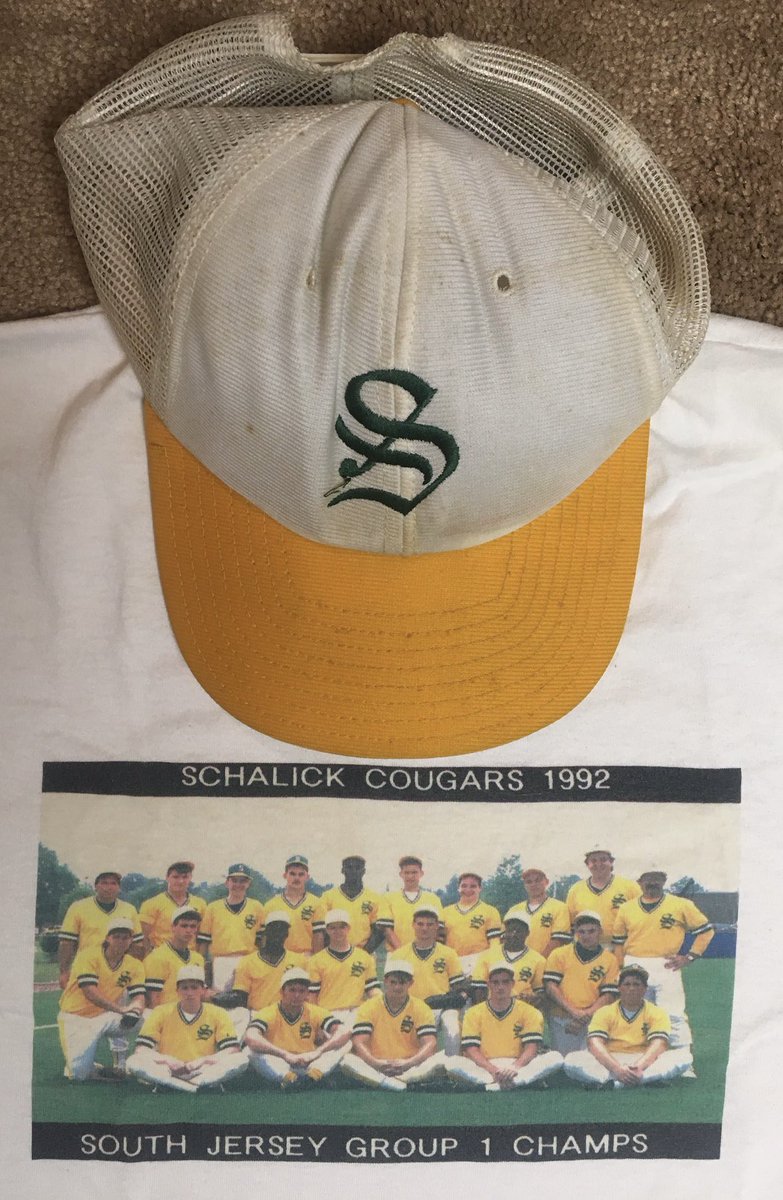 S
SCHALICK COUGARS 1992
SOUTH JERSEY GROUP 1 CHAMPS